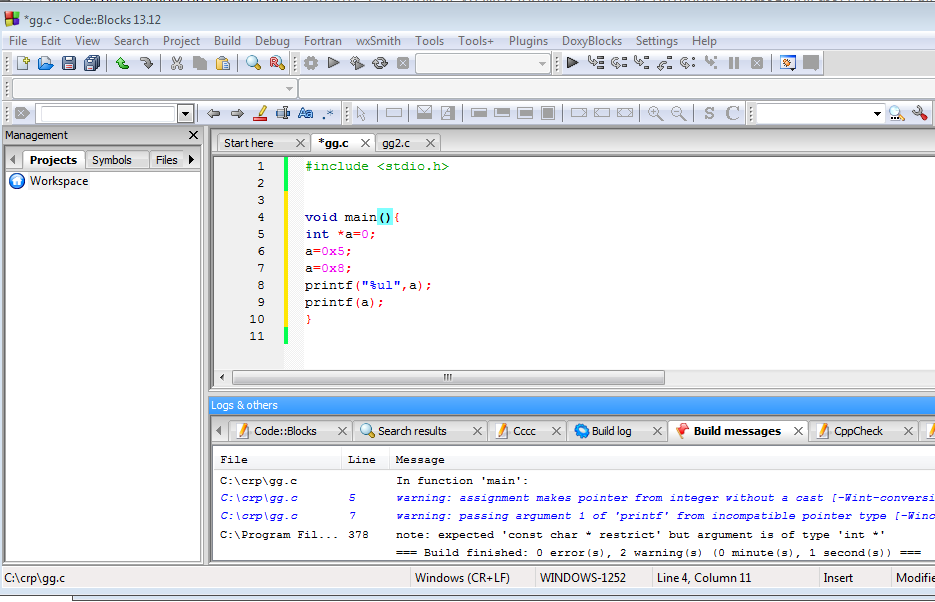 *gg.c - Code::Blocks 13.12
File Edit View Search Project Build Debug Fortran wxSmith Tools Tools+ Plugins DoxyBlocks Settings Help
Aa .* S C
Management
Projects Symbols Files
Workspace
Start here *gg.c gg2.c
1 #include <stdio.h>
2
3
4 void main(){
5 int *a=0;
6 a=0x5;
7 a=0x8;
8 printf("%ul",a);
9 printf(a);
10 }
11
Logs & others
Code::Blocks Search results Cccc Build log Build messages CppCheck
File Line Message
C:\crp\gg.c In function 'main':
C:\crp\gg.c 5 warning: assignment makes pointer from integer without a cast [-Wint-conversi
C:\crp\gg.c 7 warning: passing argument 1 of 'printf' from incompatible pointer type [-Winc
C:\Program Fil... 378 note: expected 'const char * restrict' but argument is of type 'int *'
=== Build finished: 0 error(s), 2 warning(s) (0 minute(s), 1 second(s)) ===
C:\crp\gg.c Windows (CR+LF) WINDOWS-1252 Line 4, Column 11 Insert Modifie